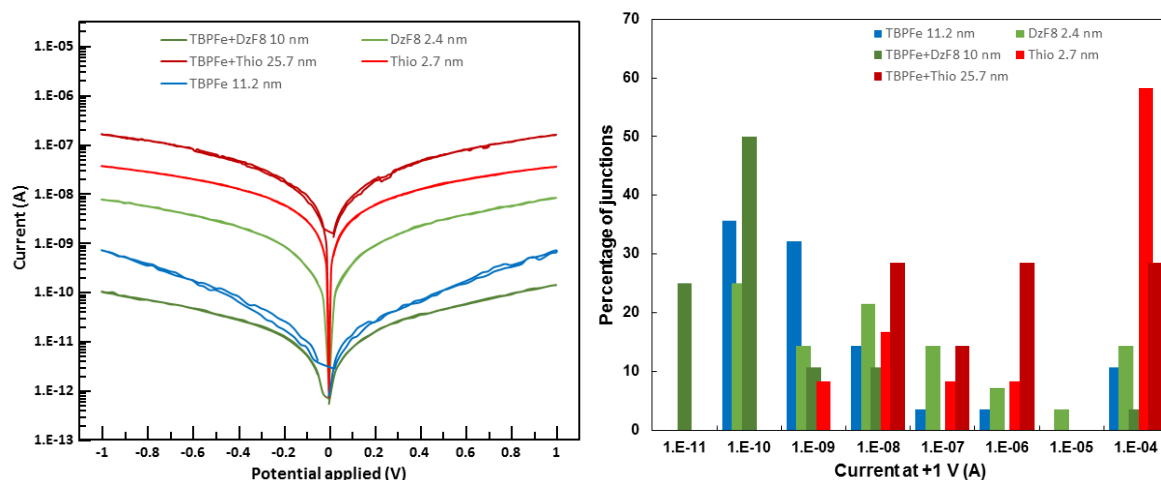 1.E-05
1.E-06
1.E-07
1.E-08
1.E-09
1.E-10
1.E-11
1.E-12
1.E-13
Current (A)
TBPFe+DzF8 10 nm
DzF8 2.4 nm
TBPFe+Thio 25.7 nm
Thio 2.7 nm
TBPFe 11.2 nm
-1 -0.8 -0.6 -0.4 -0.2 0 0.2 0.4 0.6 0.8 1
Potential applied (V)
70
60
50
40
30
20
10
0
Percentage of junctions
TBPFe 11.2 nm
DzF8 2.4 nm
TBPFe+DzF8 10 nm
Thio 2.7 nm
TBPFe+Thio 25.7 nm
1.E-11 1.E-10 1.E-09 1.E-08 1.E-07 1.E-06 1.E-05 1.E-04
Current at +1 V (A)